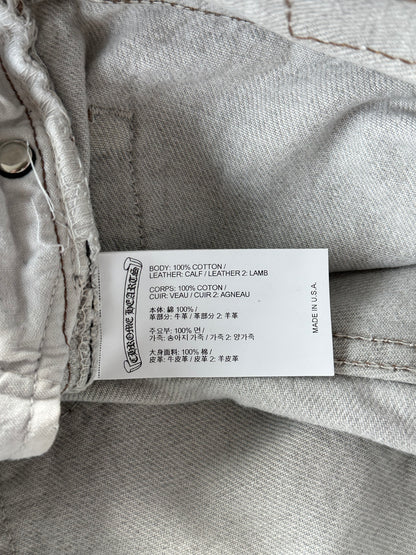 CHROME HEARTS
BODY: 100% COTTON /
LEATHER: CALF / LEATHER 2: LAMB
CORPS: 100% COTON /
CUIR: VEAU / CUIR 2: AGNEAU
本体: 綿 100% /
革部分: 牛革 / 革部分 2: 羊革
주요부: 100% 면 /
가죽: 송아지 가죽 / 가죽 2: 양가죽
大身面料: 100% 棉 /
皮革: 牛皮革 / 皮革 2: 羊皮革
MADE IN U.S.A.